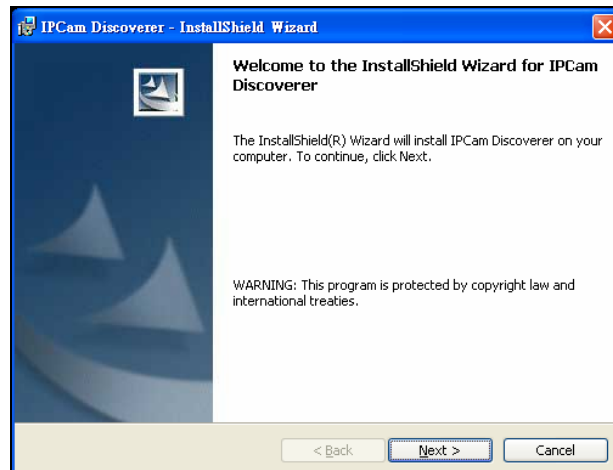 IPCam Discoverer - InstallShield Wizard
Welcome to the InstallShield Wizard for IPCam
Discoverer
The InstallShield(R) Wizard will install IPCam Discoverer on your
computer. To continue, click Next.
WARNING: This program is protected by copyright law and
international treaties.
< Back
Next >
Cancel